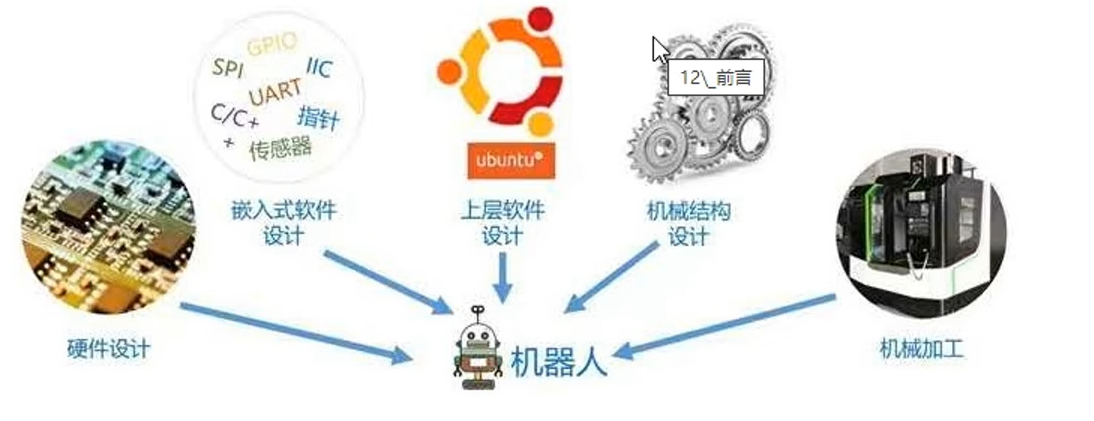 GPIO
SPI
IIC
UART
C/C+
+
指针
传感器
ubuntu®
12\_前言
嵌入式软件
设计
上层软件
设计
机械结构
设计
硬件设计
机械加工
机器人